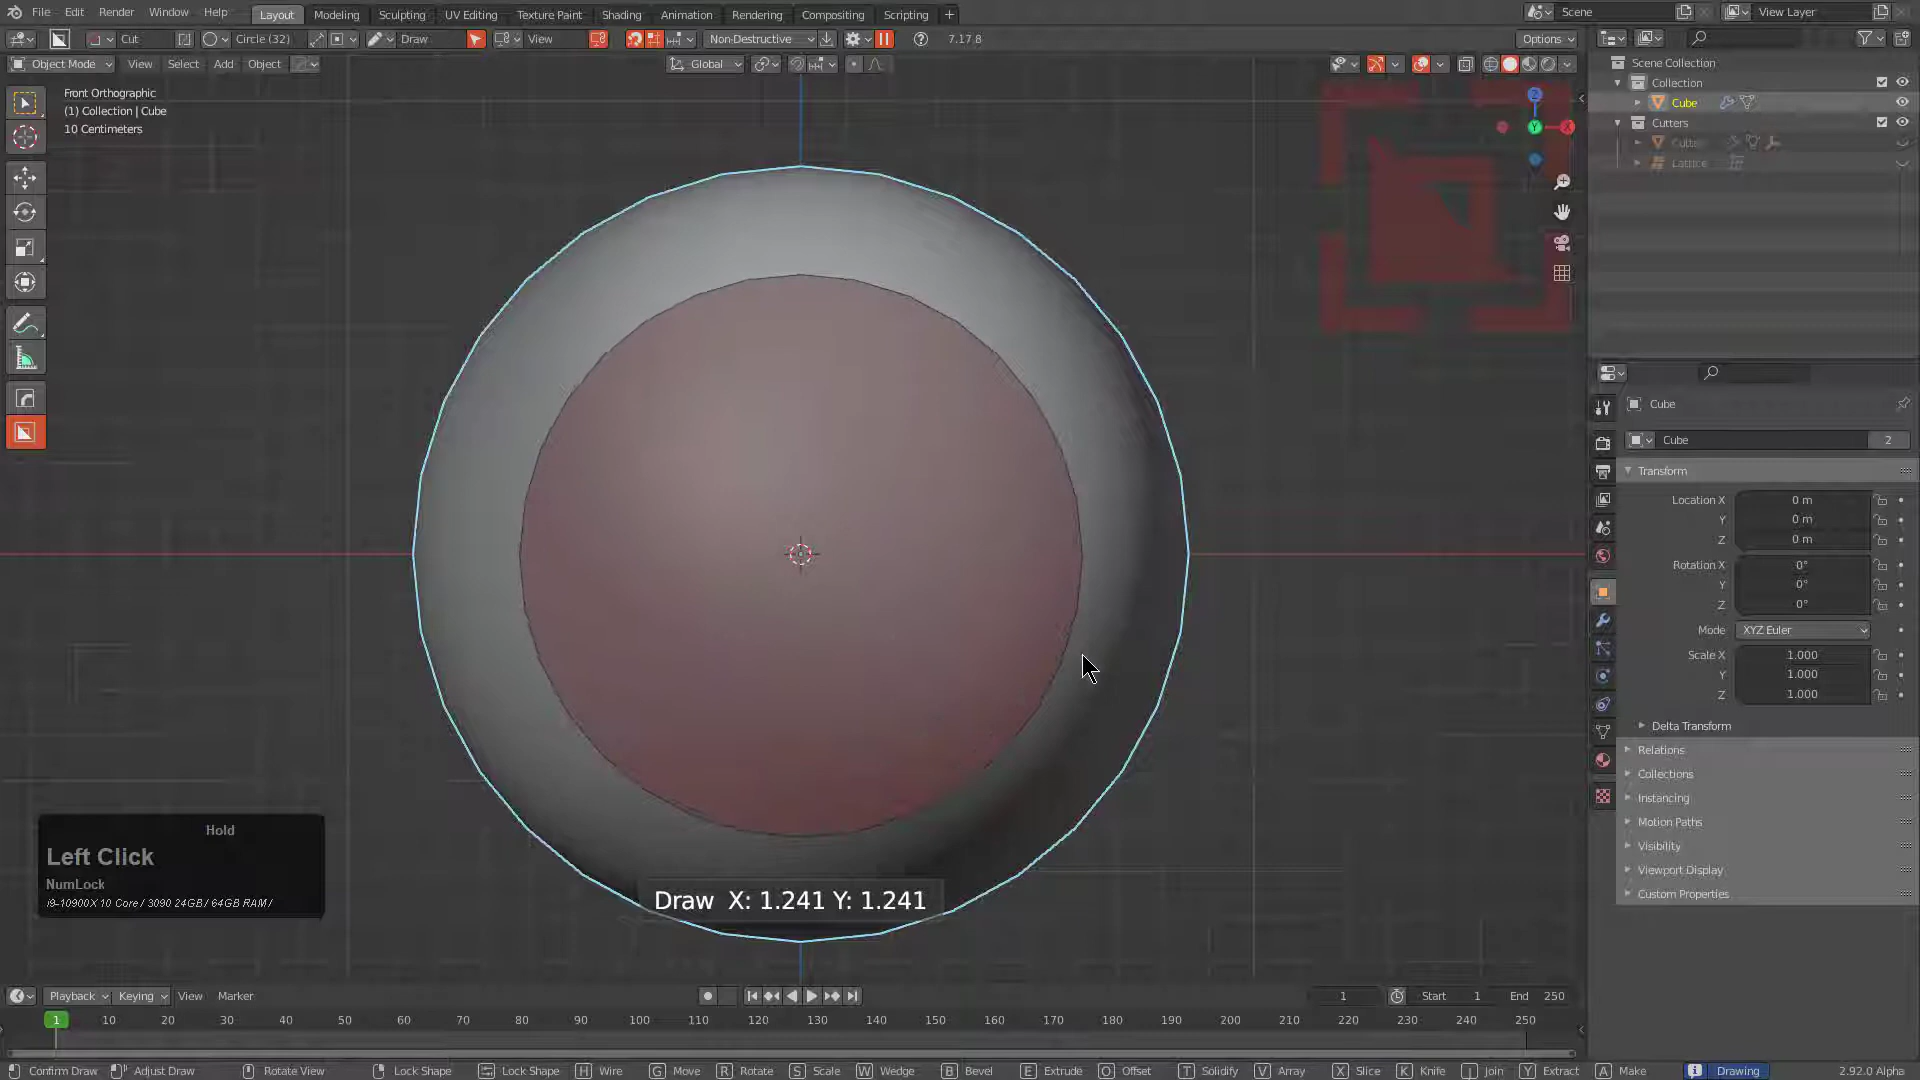 File Edit Render Window Help Layout Modeling Sculpting UV Editing Texture Paint Shading Animation Rendering Compositing Scripting + Scene View Layer
Cut Circle (32) Draw View Non-Destructive 7.17.8 Options
Object Mode View Select Add Object Global
Scene Collection
Collection
Cube
Cutters
Lattice
Front Orthographic
(1) Collection | Cube
10 Centimeters
Z
Y
X
Cube
Cube 2
Transform
Location X 0 m
Y 0 m
Z 0 m
Rotation X 0°
Y 0°
Z 0°
Mode XYZ Euler
Scale X 1.000
Y 1.000
Z 1.000
Delta Transform
Relations
Collections
Instancing
Motion Paths
Visibility
Viewport Display
Custom Properties
Hold
Left Click
NumLock
i9-10900X 10 Core / 3090 24GB / 64GB RAM /
Draw X: 1.241 Y: 1.241
Playback Keying View Marker 1 Start 1 End 250
1 10 20 30 40 50 60 70 80 90 100 110 120 130 140 150 160 170 180 190 200 210 220 230 240 250
Confirm Draw Adjust Draw Rotate View Lock Shape Lock Shape H Wire G Move R Rotate S Scale W Wedge B Bevel E Extrude O Offset T Solidify V Array X Slice K Knife J Join Y Extract A Make Drawing 2.92.0 Alpha